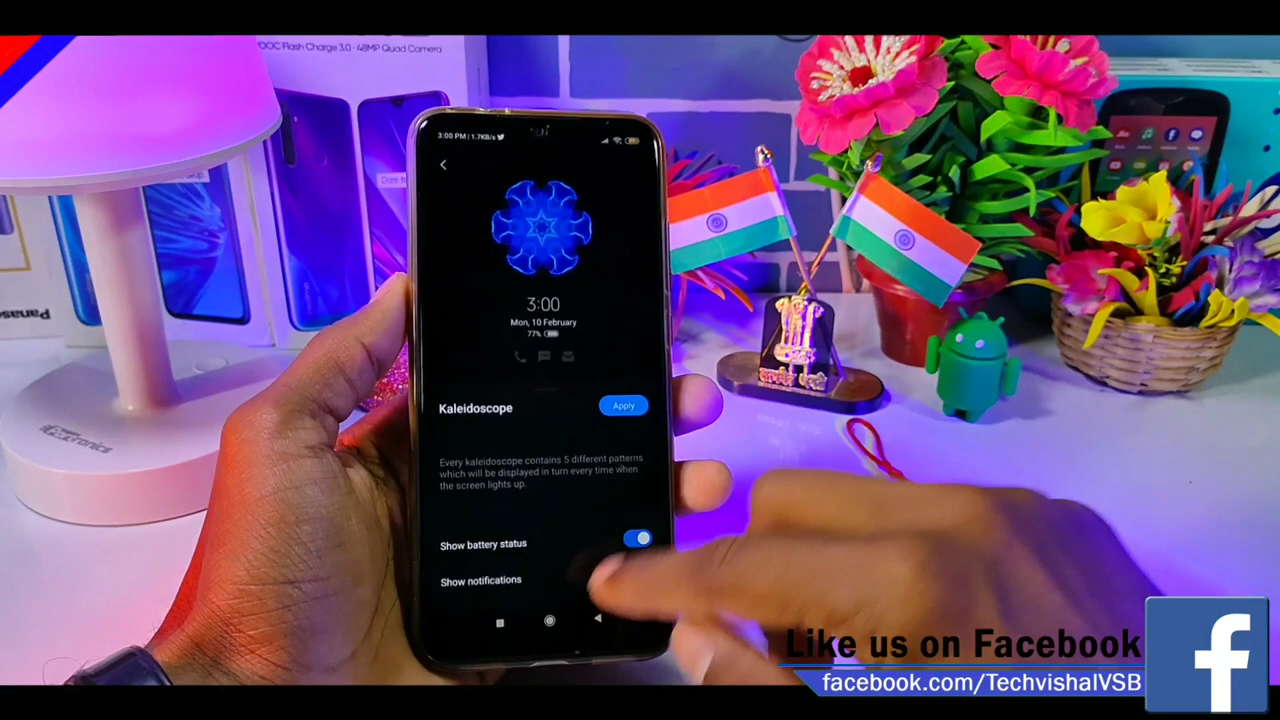 VOOC Flash Charge 3.0 · 48MP Quad Camera
3:00 PM | 1.7KB/s
3:00
Mon, 10 February
77%
Kaleidoscope
Apply
Every kaleidoscope contains 5 different patterns
which will be displayed in turn every time when
the screen lights up.
Show battery status
Show notifications
Like us on Facebook
facebook.com/TechvishalVSB
f